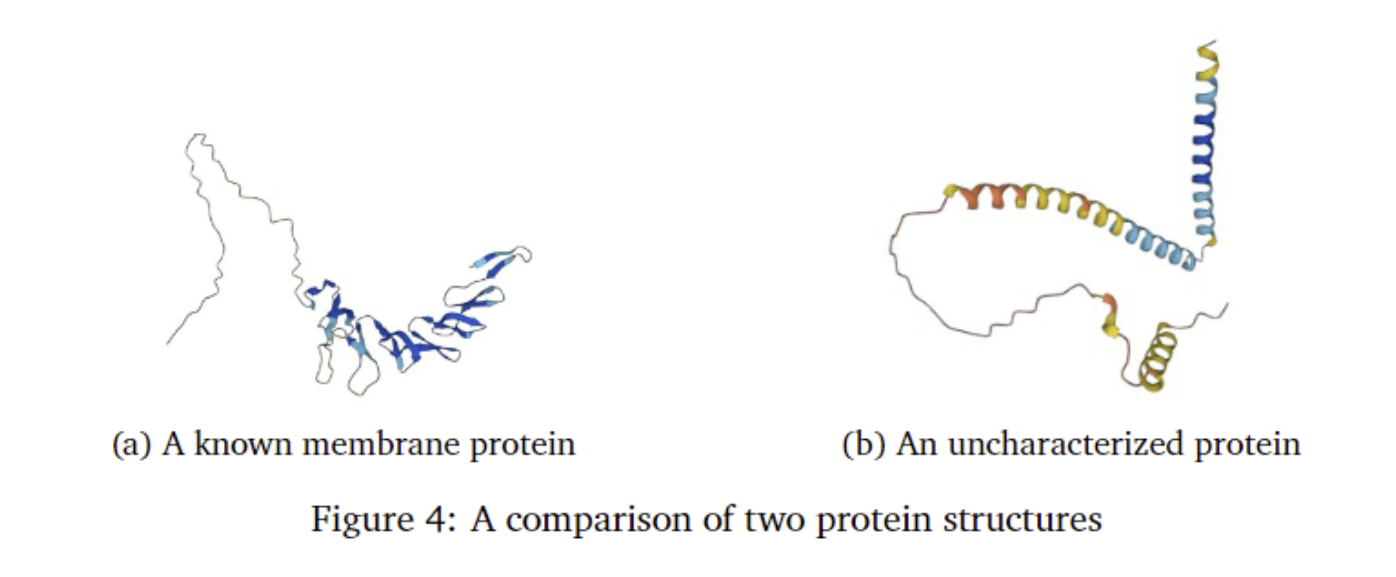 (a) A known membrane protein
(b) An uncharacterized protein
Figure 4: A comparison of two protein structures